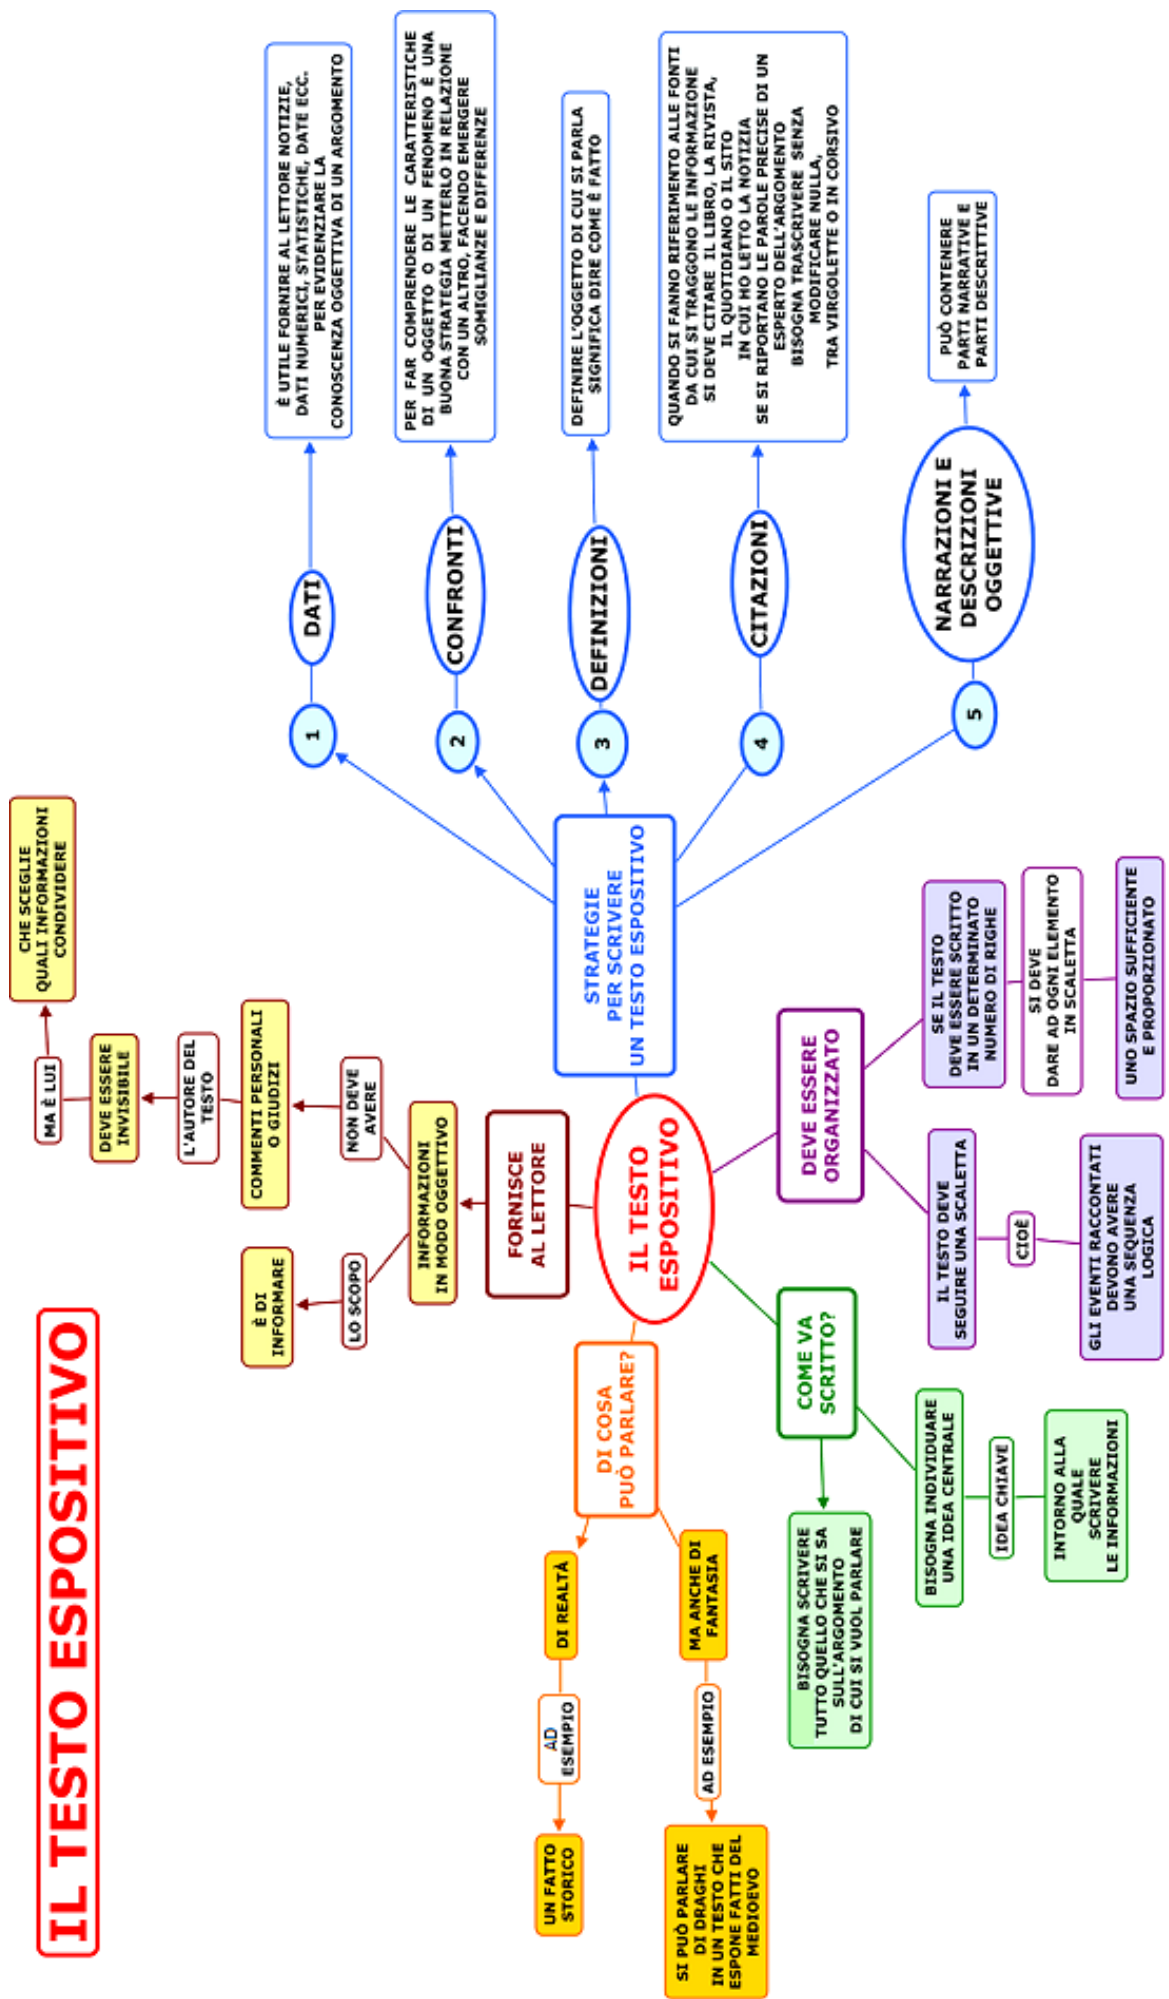 IL TESTO ESPOSITIVO
IL TESTO
ESPOSITIVO
FORNISCE
AL LETTORE
INFORMAZIONI
IN MODO OGGETTIVO
LO SCOPO
È DI
INFORMARE
NON DEVE
AVERE
COMMENTI PERSONALI
O GIUDIZI
L'AUTORE DEL
TESTO
DEVE ESSERE
INVISIBILE
MA È LUI
CHE SCEGLIE
QUALI INFORMAZIONI
CONDIVIDERE
DI COSA
PUÒ PARLARE?
DI REALTÀ
AD
ESEMPIO
UN FATTO
STORICO
MA ANCHE DI
FANTASIA
AD ESEMPIO
SI PUÒ PARLARE
DI DRAGHI
IN UN TESTO CHE
ESPONE FATTI DEL
MEDIOEVO
COME VA
SCRITTO?
BISOGNA SCRIVERE
TUTTO QUELLO CHE SI SA
SULL'ARGOMENTO
DI CUI SI VUOL PARLARE
BISOGNA INDIVIDUARE
UNA IDEA CENTRALE
IDEA CHIAVE
INTORNO ALLA
QUALE
SCRIVERE
LE INFORMAZIONI
DEVE ESSERE
ORGANIZZATO
IL TESTO DEVE
SEGUIRE UNA SCALETTA
CIOÈ
GLI EVENTI RACCONTATI
DEVONO AVERE
UNA SEQUENZA
LOGICA
SE IL TESTO
DEVE ESSERE SCRITTO
IN UN DETERMINATO
NUMERO DI RIGHE
SI DEVE
DARE AD OGNI ELEMENTO
IN SCALETTA
UNO SPAZIO SUFFICIENTE
E PROPORZIONATO
STRATEGIE
PER SCRIVERE
UN TESTO ESPOSITIVO
1
DATI
È UTILE FORNIRE AL LETTORE NOTIZIE,
DATI NUMERICI, STATISTICHE, DATE ECC.
PER EVIDENZIARE LA
CONOSCENZA OGGETTIVA DI UN ARGOMENTO
2
CONFRONTI
PER FAR COMPRENDERE LE CARATTERISTICHE
DI UN OGGETTO O DI UN FENOMENO È UNA
BUONA STRATEGIA METTERLO IN RELAZIONE
CON UN ALTRO, FACENDO EMERGERE
SOMIGLIANZE E DIFFERENZE
3
DEFINIZIONI
DEFINIRE L'OGGETTO DI CUI SI PARLA
SIGNIFICA DIRE COME È FATTO
4
CITAZIONI
QUANDO SI FANNO RIFERIMENTO ALLE FONTI
DA CUI SI TRAGGONO LE INFORMAZIONE
SI DEVE CITARE IL LIBRO, LA RIVISTA,
IL QUOTIDIANO O IL SITO
IN CUI HO LETTO LA NOTIZIA
SE SI RIPORTANO LE PAROLE PRECISE DI UN
ESPERTO DELL'ARGOMENTO
BISOGNA TRASCRIVERE SENZA
MODIFICARE NULLA,
TRA VIRGOLETTE O IN CORSIVO
5
NARRAZIONI E
DESCRIZIONI
OGGETTIVE
PUÒ CONTENERE
PARTI NARRATIVE E
PARTI DESCRITTIVE